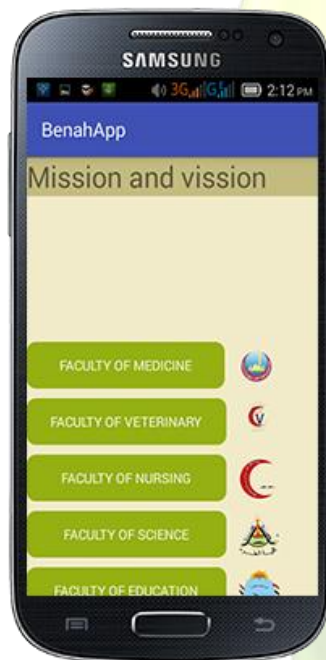 SAMSUNG
3G G 2:12 PM
BenahApp
Mission and vission
FACULTY OF MEDICINE
FACULTY OF VETERINARY
V
FACULTY OF NURSING
FACULTY OF SCIENCE
FACULTY OF EDUCATION